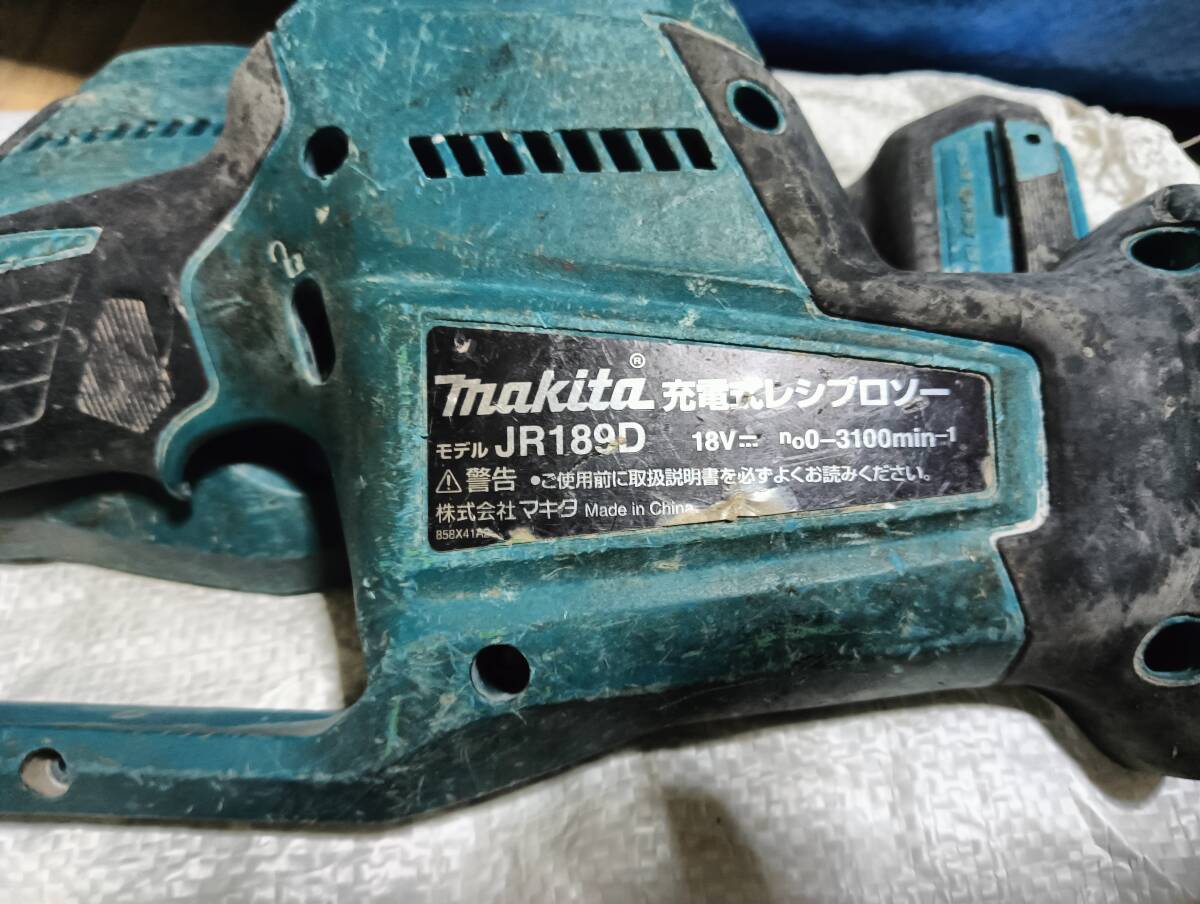 makita® 充電式レシプロソー
モデル JR189D 18V⎓ n₀0-3100min⁻¹
⚠警告 •ご使用前に取扱説明書を必ずよくお読みください。
株式会社 マキタ Made in China
858X41A2